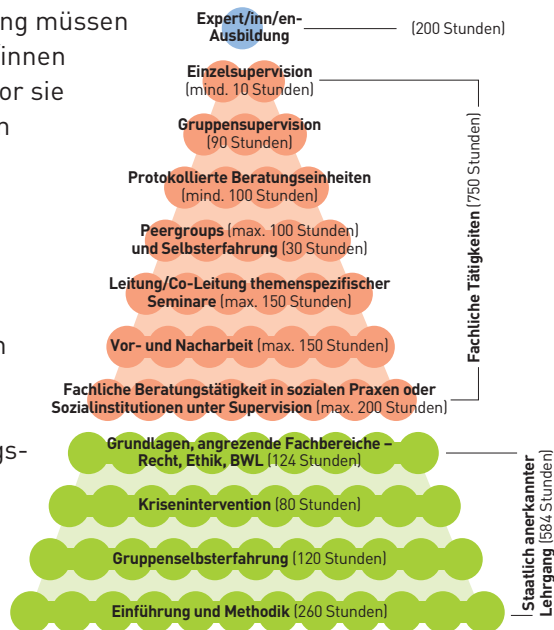 ng müssen
innen
or sie
n
n
gs-
Expert/inn/en-
Ausbildung
(200 Stunden)
Einzelsupervision
(mind. 10 Stunden)
Gruppensupervision
(90 Stunden)
Protokollierte Beratungseinheiten
(mind. 100 Stunden)
Peergroups (max. 100 Stunden)
und Selbsterfahrung (30 Stunden)
Leitung/Co-Leitung themenspezifischer
Seminare (max. 150 Stunden)
Vor- und Nacharbeit (max. 150 Stunden)
Fachliche Beratungstätigkeit in sozialen Praxen oder
Sozialinstitutionen unter Supervision (max. 200 Stunden)
Fachliche Tätigkeiten (750 Stunden)
Grundlagen, angrezende Fachbereiche –
Recht, Ethik, BWL (124 Stunden)
Krisenintervention (80 Stunden)
Gruppenselbsterfahrung (120 Stunden)
Einführung und Methodik (260 Stunden)
Staatlich anerkannter
Lehrgang (584 Stunden)